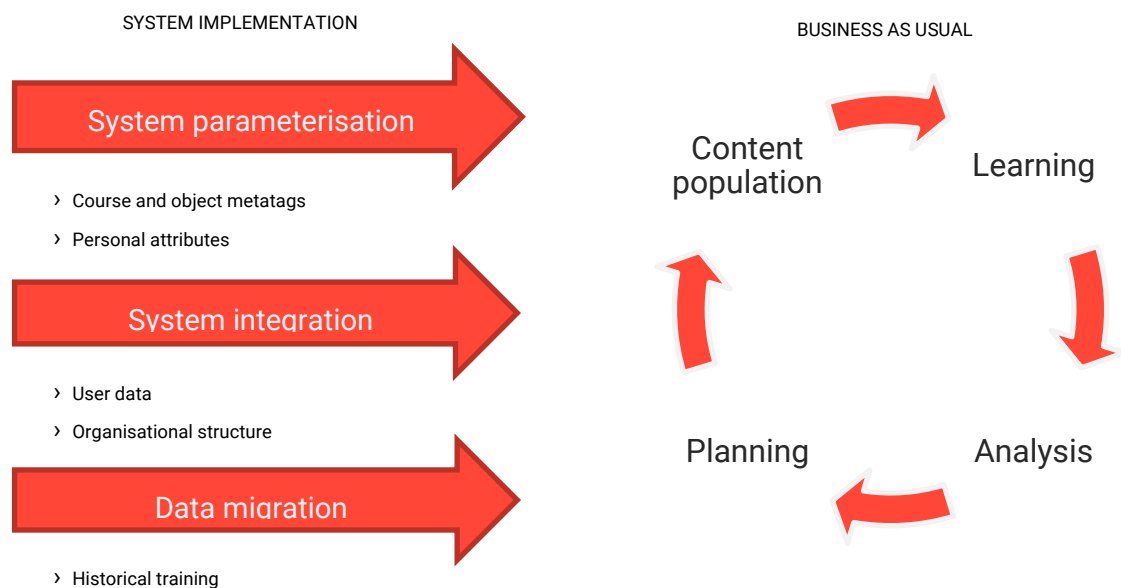 SYSTEM IMPLEMENTATION
System parameterisation
› Course and object metatags
› Personal attributes
System integration
› User data
› Organisational structure
Data migration
› Historical training
BUSINESS AS USUAL
Content
population
Learning
Analysis
Planning